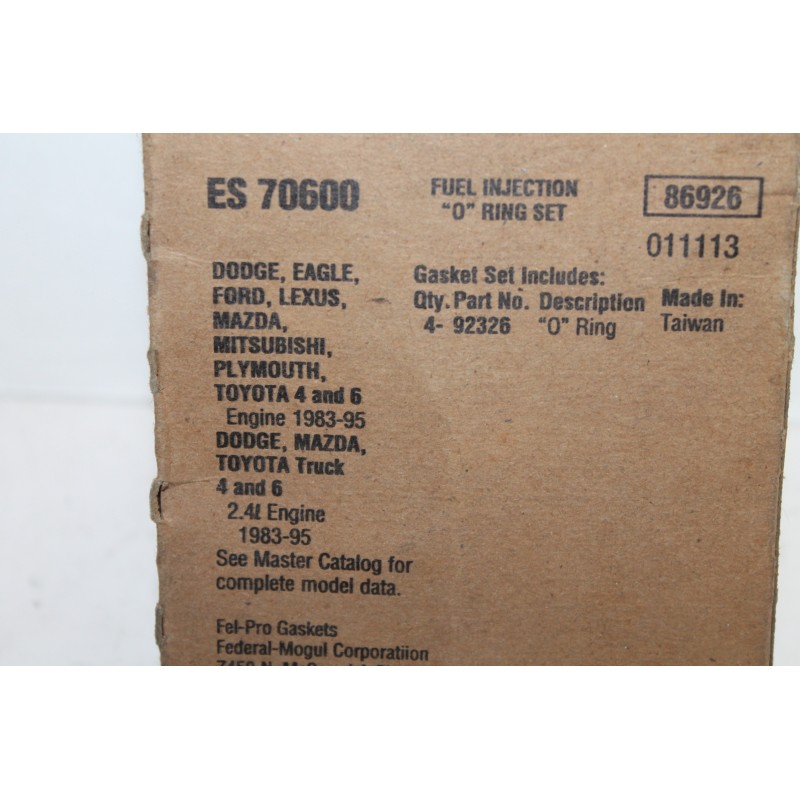 ES 70600
FUEL INJECTION
"O" RING SET
86926
011113
DODGE, EAGLE,
FORD, LEXUS,
MAZDA,
MITSUBISHI,
PLYMOUTH,
TOYOTA 4 and 6
Engine 1983-95
DODGE, MAZDA,
TOYOTA Truck
4 and 6
2.4ℓ Engine
1983-95
See Master Catalog for
complete model data.
Gasket Set Includes:
Qty. Part No. Description
4- 92326 "O" Ring
Made In:
Taiwan
Fel-Pro Gaskets
Federal-Mogul Corporatiion